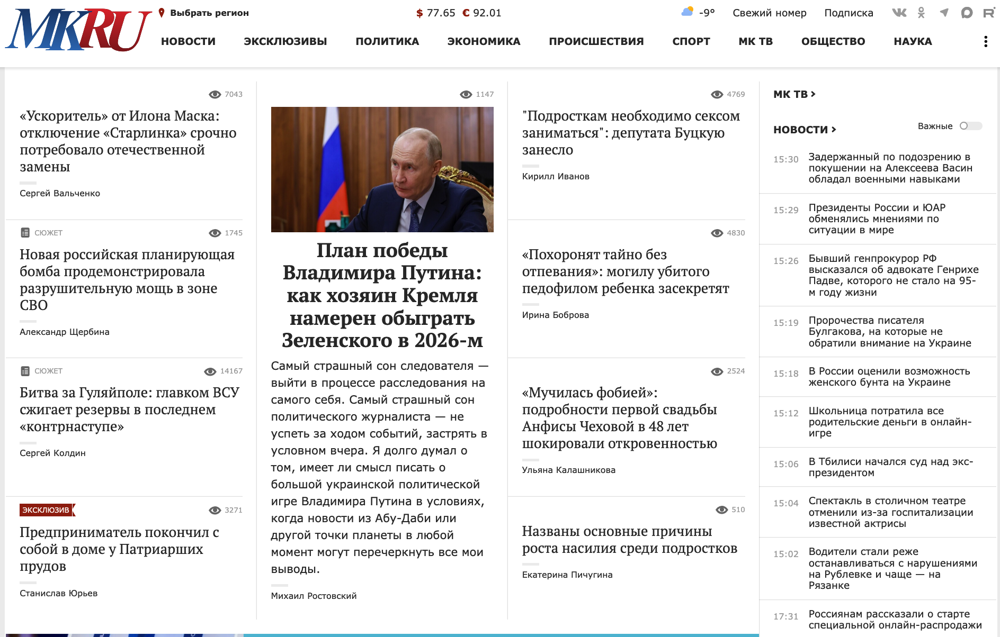 MKRU
Выбрать регион
$ 77.65 € 92.01
-9°
Свежий номер
Подписка
НОВОСТИ
ЭКСКЛЮЗИВЫ
ПОЛИТИКА
ЭКОНОМИКА
ПРОИСШЕСТВИЯ
СПОРТ
МК ТВ
ОБЩЕСТВО
НАУКА
7043
«Ускоритель» от Илона Маска:
отключение «Старлинка» срочно
потребовало отечественной
замены
Сергей Вальченко
СЮЖЕТ
1745
Новая российская планирующая
бомба продемонстрировала
разрушительную мощь в зоне
СВО
Александр Щербина
СЮЖЕТ
14167
Битва за Гуляйполе: главком ВСУ
сжигает резервы в последнем
«контрнаступе»
Сергей Колдин
ЭКСКЛЮЗИВ
3271
Предприниматель покончил с
собой в доме у Патриарших
прудов
Станислав Юрьев
1147
План победы
Владимира Путина:
как хозяин Кремля
намерен обыграть
Зеленского в 2026-м
Самый страшный сон следователя —
выйти в процессе расследования на
самого себя. Самый страшный сон
политического журналиста — не
успеть за ходом событий, застрять в
условном вчера. Я долго думал о
том, имеет ли смысл писать о
большой украинской политической
игре Владимира Путина в условиях,
когда новости из Абу-Даби или
другой точки планеты в любой
момент могут перечеркнуть все мои
выводы.
Михаил Ростовский
4769
"Подросткам необходимо сексом
заниматься": депутата Буцкую
занесло
Кирилл Иванов
4830
«Похоронят тайно без
отпевания»: могилу убитого
педофилом ребенка засекретят
Ирина Боброва
2524
«Мучилась фобией»:
подробности первой свадьбы
Анфисы Чеховой в 48 лет
шокировали откровенностью
Ульяна Калашникова
510
Названы основные причины
роста насилия среди подростков
Екатерина Пичугина
МК ТВ
НОВОСТИ
Важные
15:30
Задержанный по подозрению в
покушении на Алексеева Васин
обладал военными навыками
15:29
Президенты России и ЮАР
обменялись мнениями по
ситуации в мире
15:26
Бывший генпрокурор РФ
высказался об адвокате Генрихе
Падве, которого не стало на 95-
м году жизни
15:19
Пророчества писателя
Булгакова, на которые не
обратили внимание на Украине
15:18
В России оценили возможность
женского бунта на Украине
15:12
Школьница потратила все
родительские деньги в онлайн-
игре
15:06
В Тбилиси начался суд над экс-
президентом
15:04
Спектакль в столичном театре
отменили из-за госпитализации
известной актрисы
15:02
Водители стали реже
останавливаться с нарушениями
на Рублевке и чаще — на
Рязанке
17:31
Россиянам рассказали о старте
специальной онлайн-распродажи